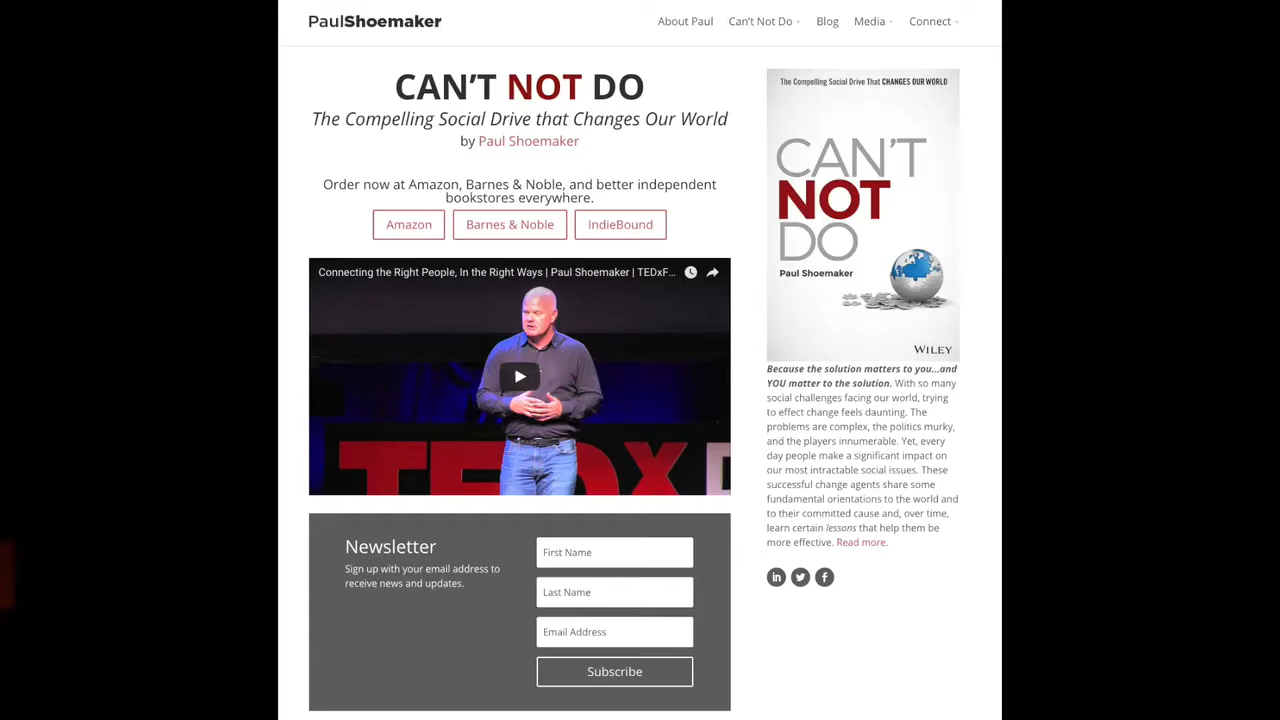 PaulShoemaker
About Paul
Can't Not Do
Blog
Media
Connect
CAN'T NOT DO
The Compelling Social Drive that Changes Our World
by Paul Shoemaker
Order now at Amazon, Barnes & Noble, and better independent
bookstores everywhere.
Amazon
Barnes & Noble
IndieBound
Connecting the Right People, In the Right Ways | Paul Shoemaker | TEDxF...
TEDX
Newsletter
Sign up with your email address to
receive news and updates.
First Name
Last Name
Email Address
Subscribe
The Compelling Social Drive That CHANGES OUR WORLD
CAN'T
NOT
DO
Paul Shoemaker
WILEY
Because the solution matters to you...and
YOU matter to the solution. With so many
social challenges facing our world, trying
to effect change feels daunting. The
problems are complex, the politics murky,
and the players innumerable. Yet, every
day people make a significant impact on
our most intractable social issues. These
successful change agents share some
fundamental orientations to the world and
to their committed cause and, over time,
learn certain lessons that help them be
more effective. Read more.
in
f